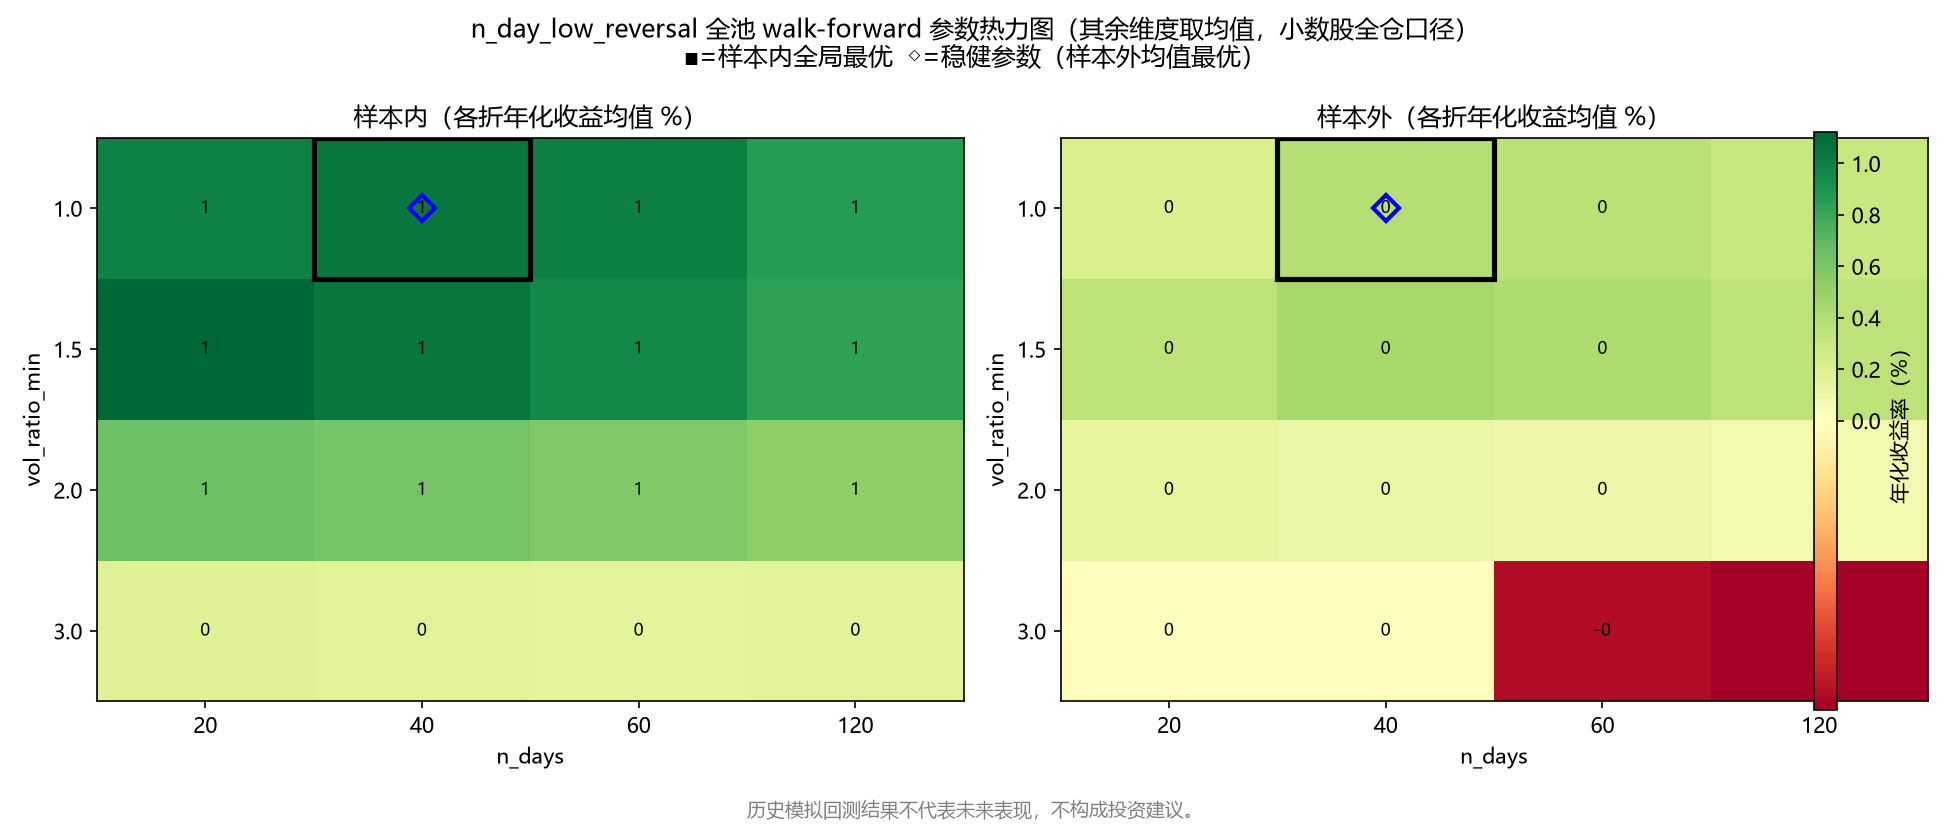 n_day_low_reversal 全池 walk-forward 参数热力图（其余维度取均值，小数股全仓口径）
■=样本内全局最优 ◇=稳健参数（样本外均值最优）
样本内（各折年化收益均值 %）
vol_ratio_min
1.0 1 1 1 1
1.5 1 1 1 1
2.0 1 1 1 1
3.0 0 0 0 0
20 40 60 120
n_days
样本外（各折年化收益均值 %）
vol_ratio_min
1.0 0 0 0
1.5 0 0 0
2.0 0 0 0
3.0 0 0 -0
20 40 60 120
n_days
1.0
0.8
0.6
0.4
0.2
0.0
年化收益率（%）
历史模拟回测结果不代表未来表现，不构成投资建议。